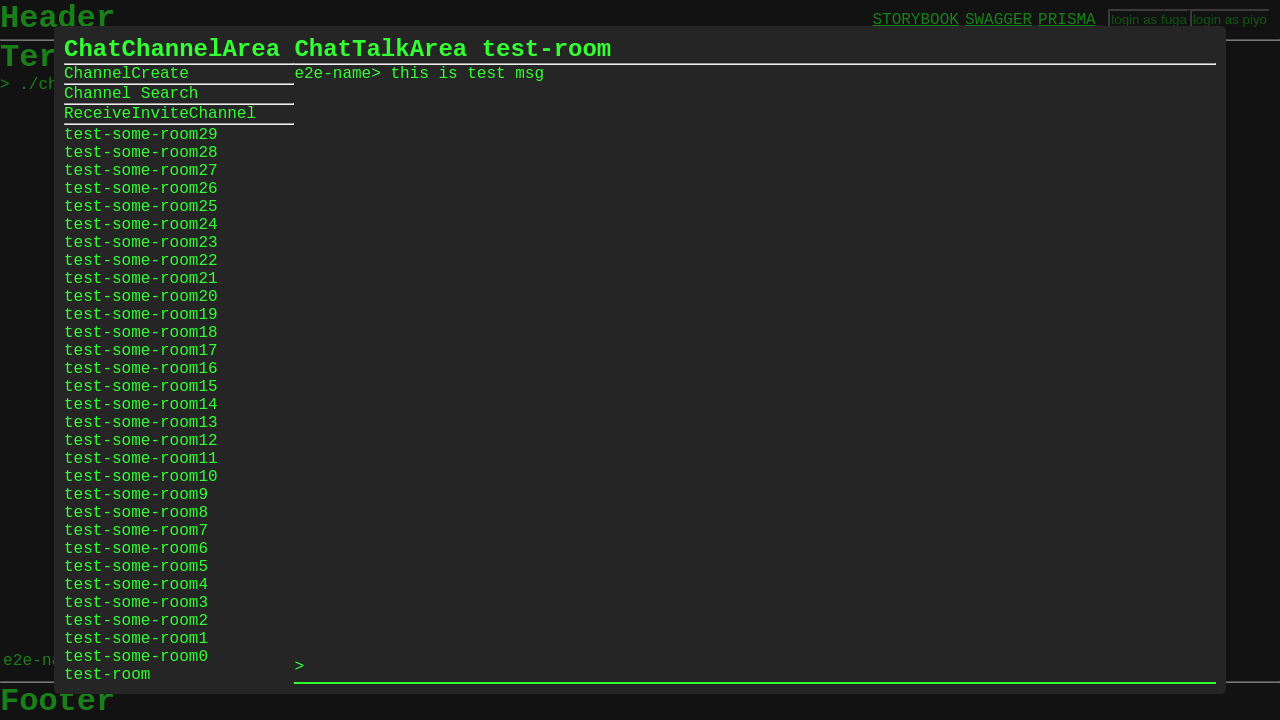 Header
STORYBOOK SWAGGER PRISMA login as fuga login as piyo
Ter
> ./ch
ChatChannelArea
ChannelCreate
Channel Search
ReceiveInviteChannel
test-some-room29
test-some-room28
test-some-room27
test-some-room26
test-some-room25
test-some-room24
test-some-room23
test-some-room22
test-some-room21
test-some-room20
test-some-room19
test-some-room18
test-some-room17
test-some-room16
test-some-room15
test-some-room14
test-some-room13
test-some-room12
test-some-room11
test-some-room10
test-some-room9
test-some-room8
test-some-room7
test-some-room6
test-some-room5
test-some-room4
test-some-room3
test-some-room2
test-some-room1
test-some-room0
test-room
ChatTalkArea test-room
e2e-name> this is test msg
>
e2e-na
Footer